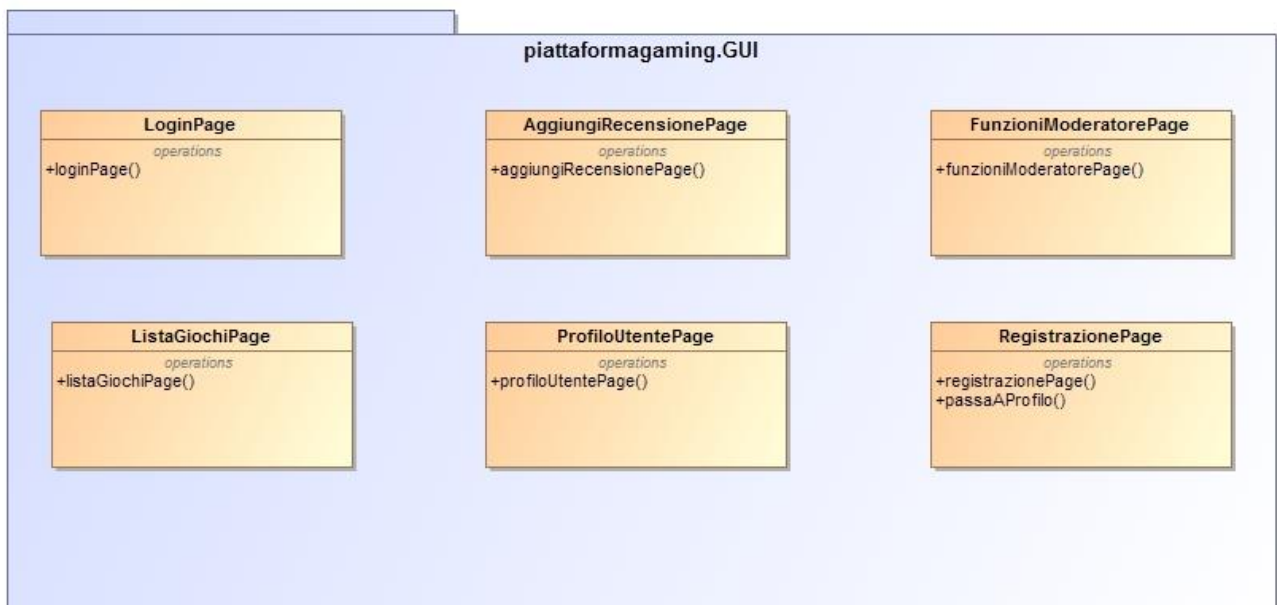 piattaformagaming.GUI
LoginPage
operations
+loginPage()
AggiungiRecensionePage
operations
+aggiungiRecensionePage()
FunzioniModeratorePage
operations
+funzioniModeratorePage()
ListaGiochiPage
operations
+listaGiochiPage()
ProfiloUtentePage
operations
+profiloUtentePage()
RegistrazionePage
operations
+registrazionePage()
+passaAProfilo()